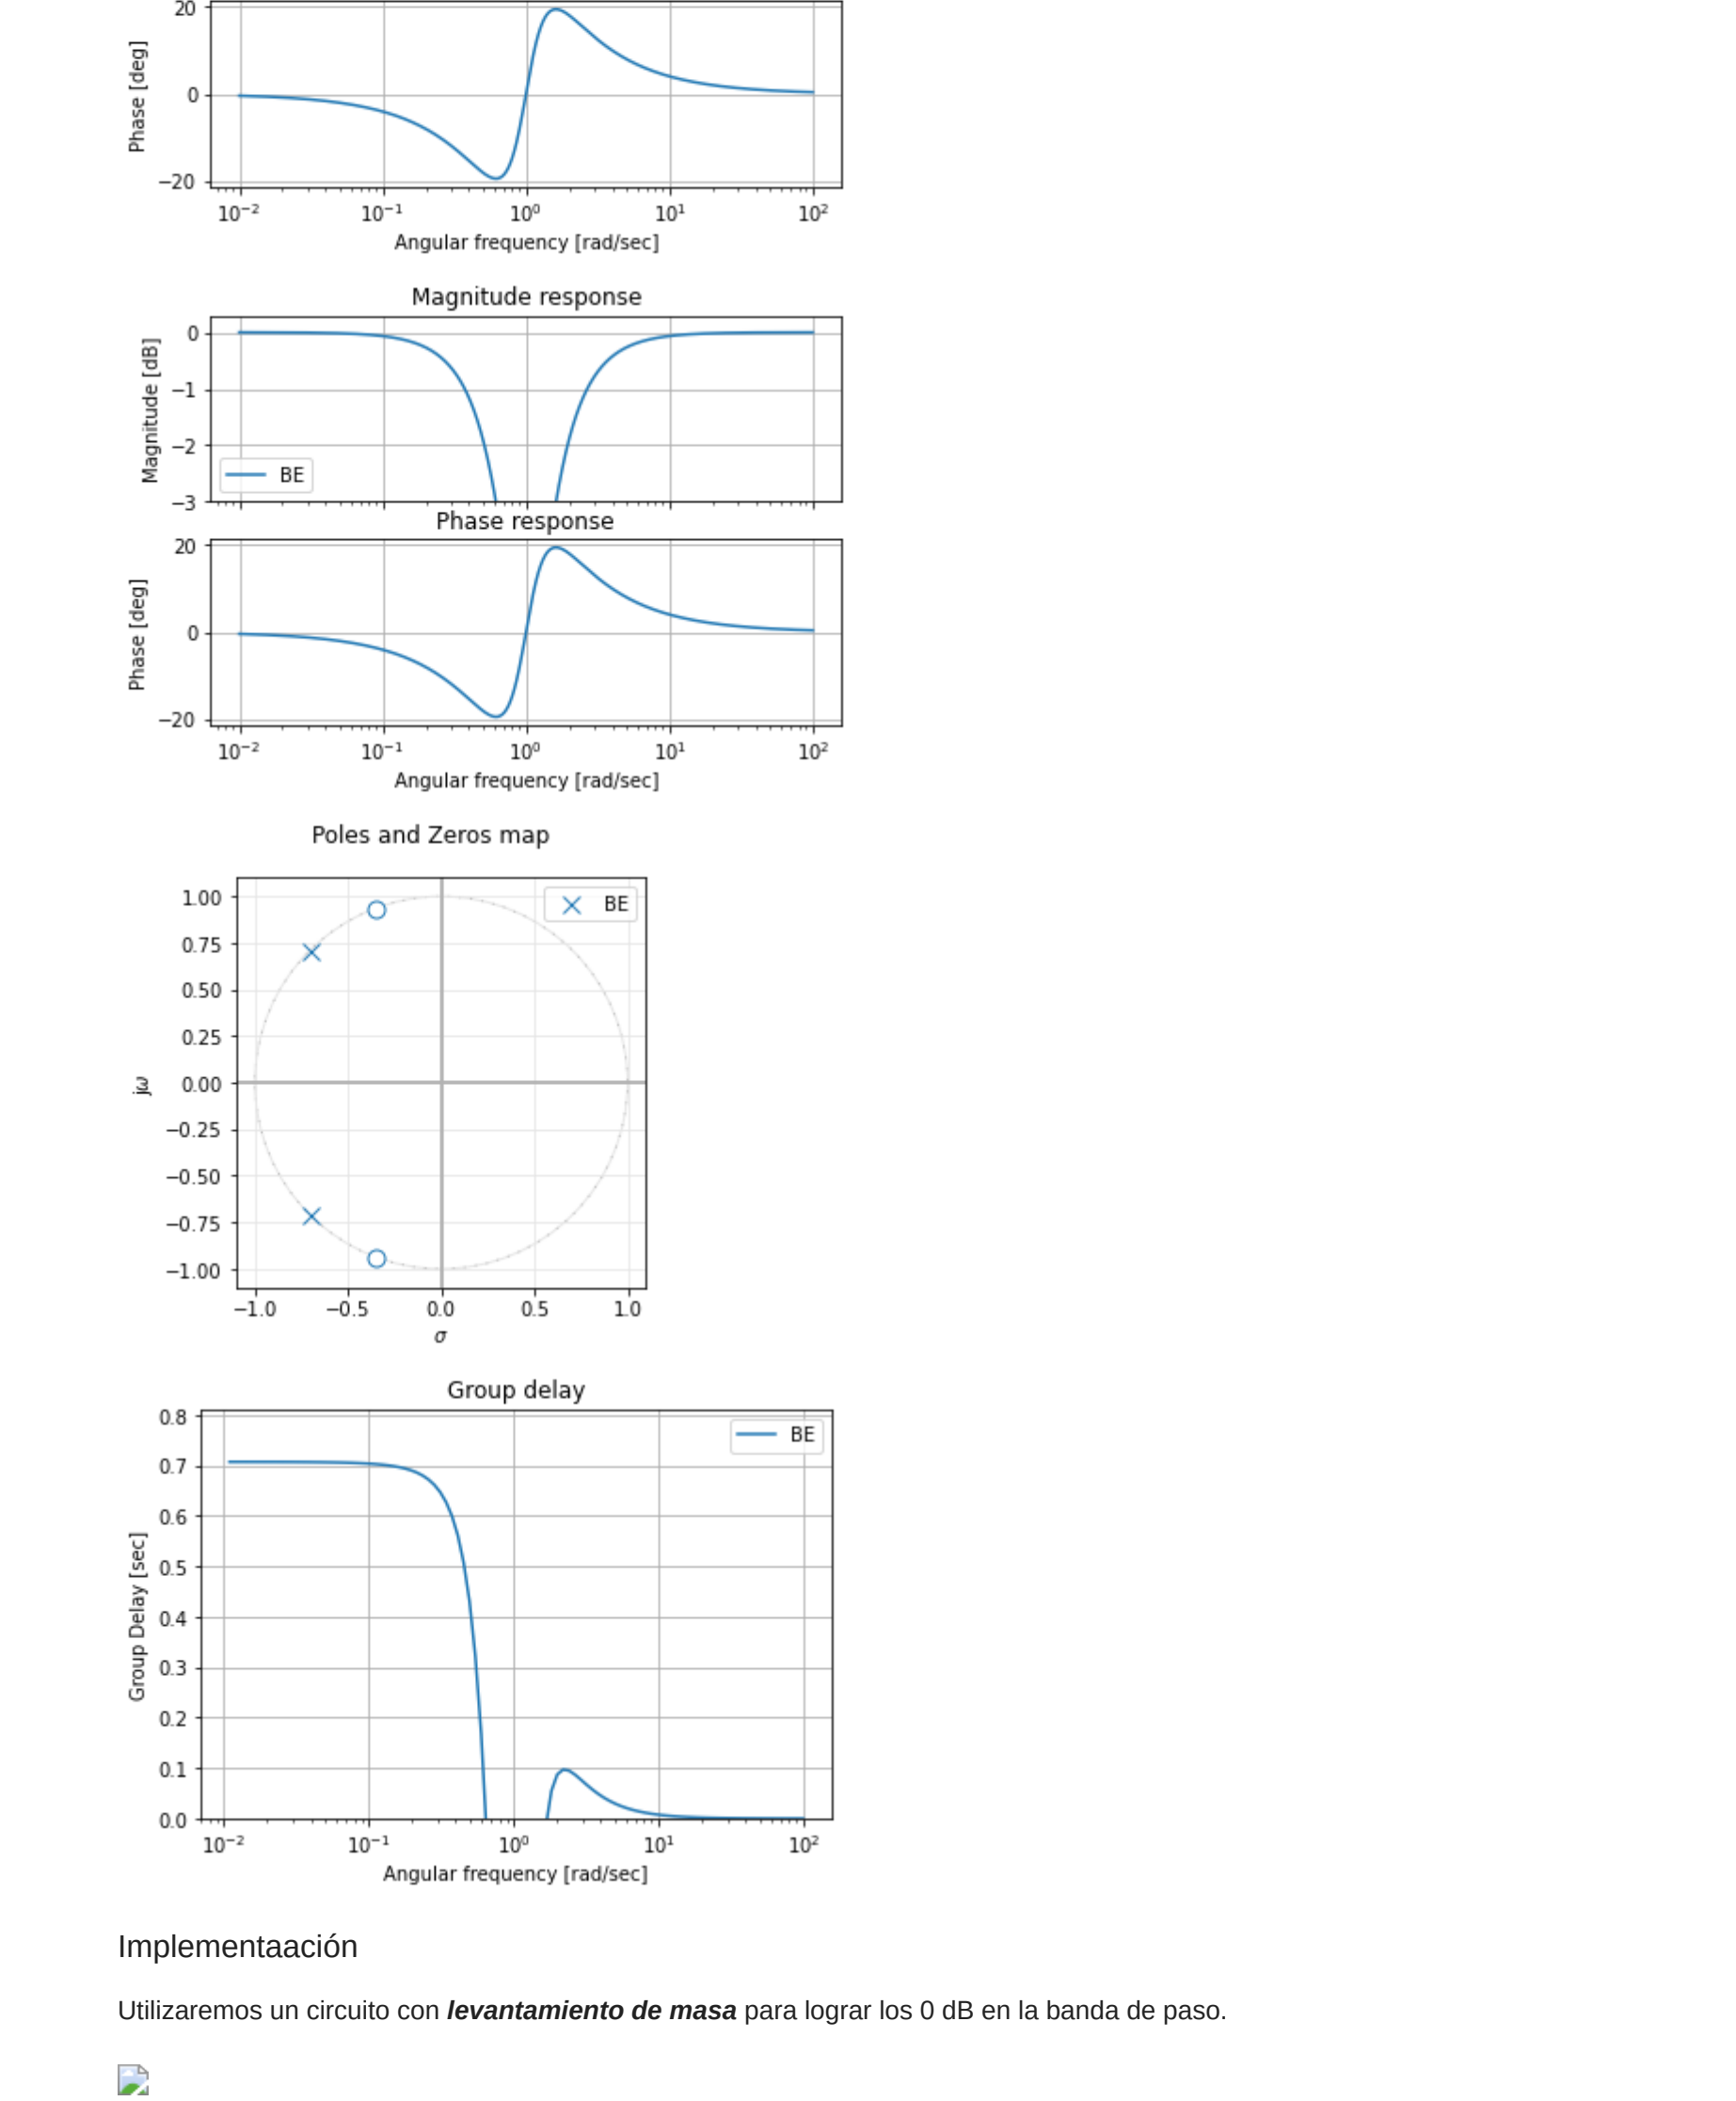 20
0
−20
Phase [deg]
10⁻² 10⁻¹ 10⁰ 10¹ 10²
Angular frequency [rad/sec]
Magnitude response
0
−1
−2
−3
Magnitude [dB]
BE
Phase response
20
0
−20
Phase [deg]
10⁻² 10⁻¹ 10⁰ 10¹ 10²
Angular frequency [rad/sec]
Poles and Zeros map
1.00
0.75
0.50
0.25
0.00
−0.25
−0.50
−0.75
−1.00
jω
BE
−1.0 −0.5 0.0 0.5 1.0
σ
Group delay
0.8
0.7
0.6
0.5
0.4
0.3
0.2
0.1
0.0
Group Delay [sec]
BE
10⁻² 10⁻¹ 10⁰ 10¹ 10²
Angular frequency [rad/sec]
Implementaación
Utilizaremos un circuito con levantamiento de masa para lograr los 0 dB en la banda de paso.